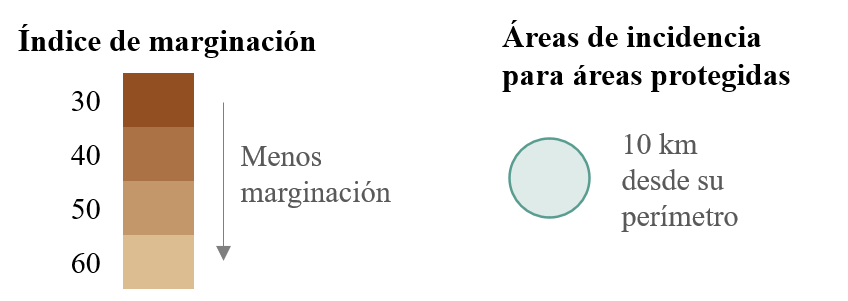 Índice de marginación
30
40
50
60
Menos
marginación
Áreas de incidencia
para áreas protegidas
10 km
desde su
perímetro